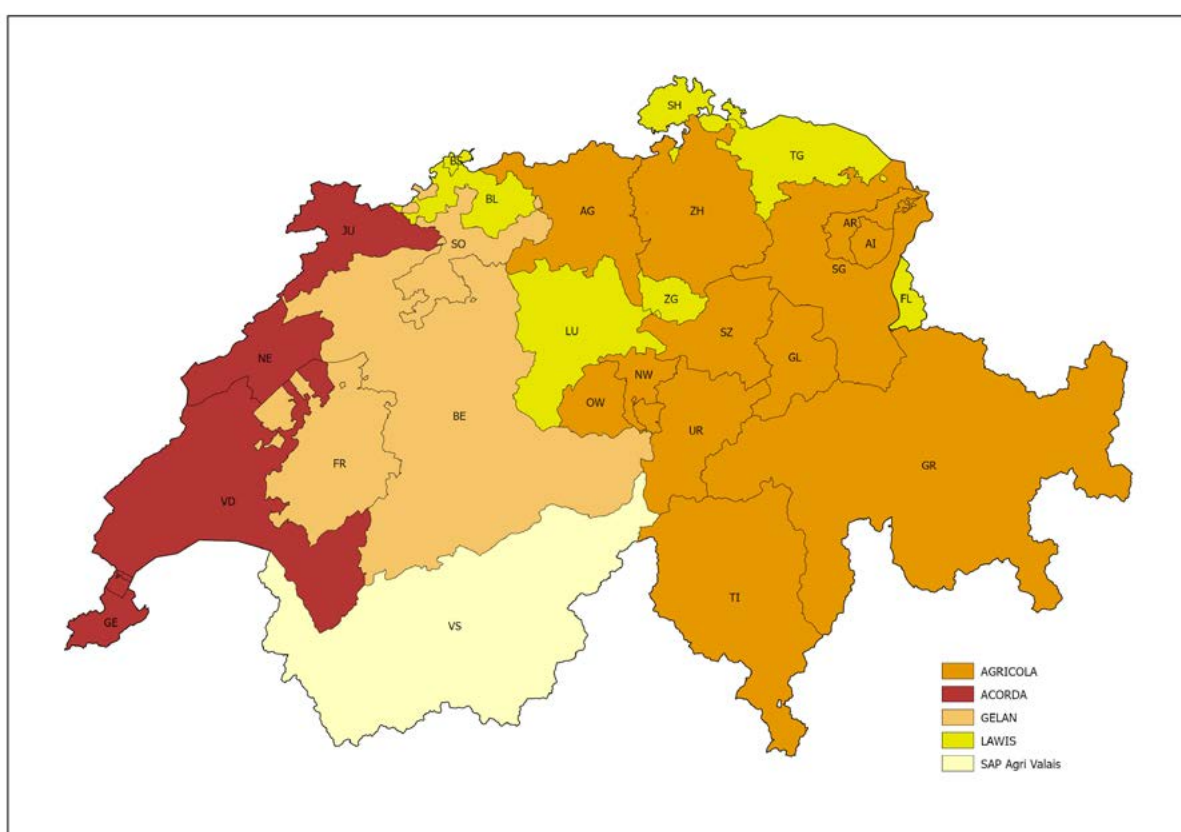 SH
BS
TG
BL
AG
ZH
JU
AR
AI
SO
SG
ZG
FL
LU
SZ
NE
GL
NW
OW
BE
UR
FR
GR
VD
TI
GE
VS
AGRICOLA
ACORDA
GELAN
LAWIS
SAP Agri Valais